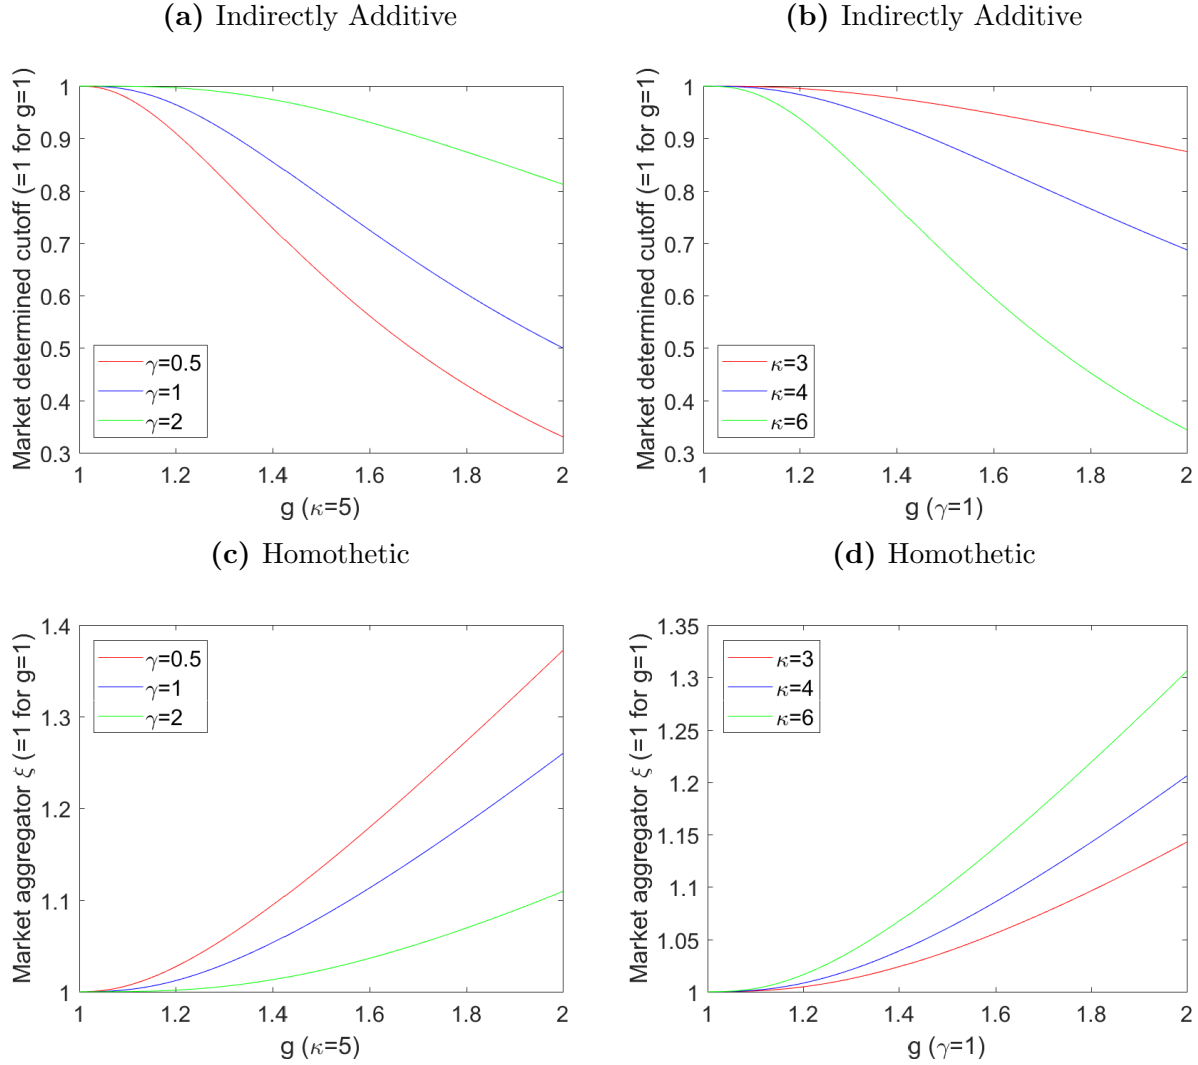 (a) Indirectly Additive
Market determined cutoff (=1 for g=1)
1
0.9
0.8
0.7
0.6
0.5
0.4
0.3
γ=0.5
γ=1
γ=2
1 1.2 1.4 1.6 1.8 2
g (κ=5)
(b) Indirectly Additive
Market determined cutoff (=1 for g=1)
1
0.9
0.8
0.7
0.6
0.5
0.4
0.3
κ=3
κ=4
κ=6
1 1.2 1.4 1.6 1.8 2
g (γ=1)
(c) Homothetic
Market aggregator ξ (=1 for g=1)
1.4
1.3
1.2
1.1
1
γ=0.5
γ=1
γ=2
1 1.2 1.4 1.6 1.8 2
g (κ=5)
(d) Homothetic
Market aggregator ξ (=1 for g=1)
1.35
1.3
1.25
1.2
1.15
1.1
1.05
1
κ=3
κ=4
κ=6
1 1.2 1.4 1.6 1.8 2
g (γ=1)